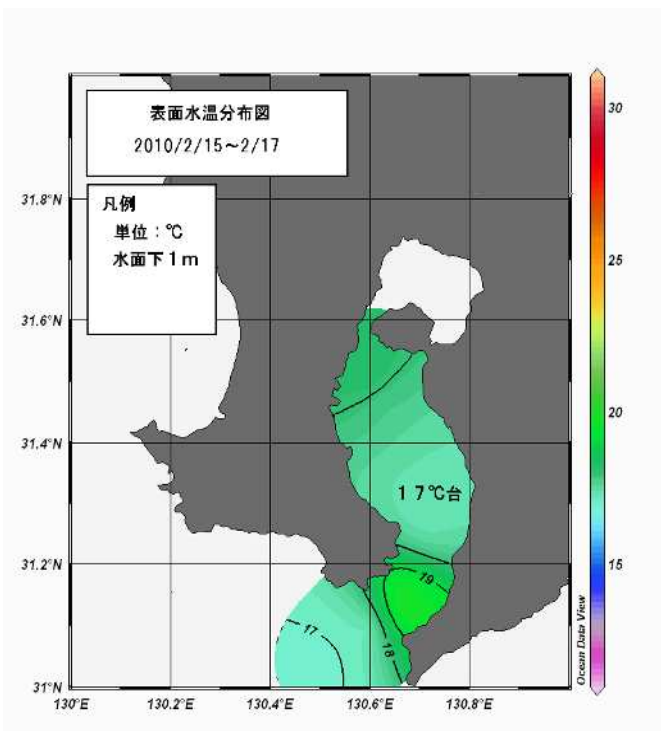 表面水温分布図
2010/2/15～2/17
凡例
単位：℃
水面下１ｍ
31.8°N
31.6°N
31.4°N
31.2°N
31°N
130°E
130.2°E
130.4°E
130.6°E
130.8°E
１７℃台
19
18
17
30
25
20
15
Ocean Data View